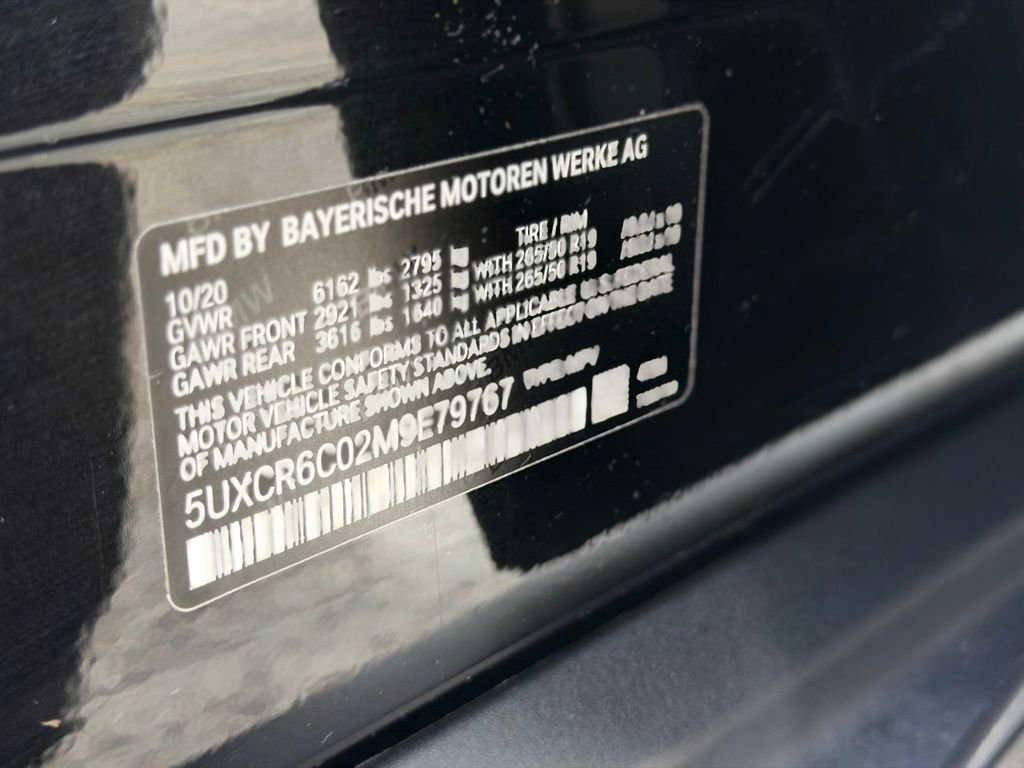 MFD BY BAYERISCHE MOTOREN WERKE AG
10/20 TIRE / RIM
GVWR 6162 lbs 2795 kg WITH 265/50 R19
GAWR FRONT 2921 lbs 1325 kg WITH 265/50 R19
GAWR REAR 3616 lbs 1640 kg
THIS VEHICLE CONFORMS TO ALL APPLICABLE U.S. FEDERAL
MOTOR VEHICLE SAFETY STANDARDS IN EFFECT ON THE DATE
OF MANUFACTURE SHOWN ABOVE.
5UXCR6C02M9E79767 TYPE: MPV